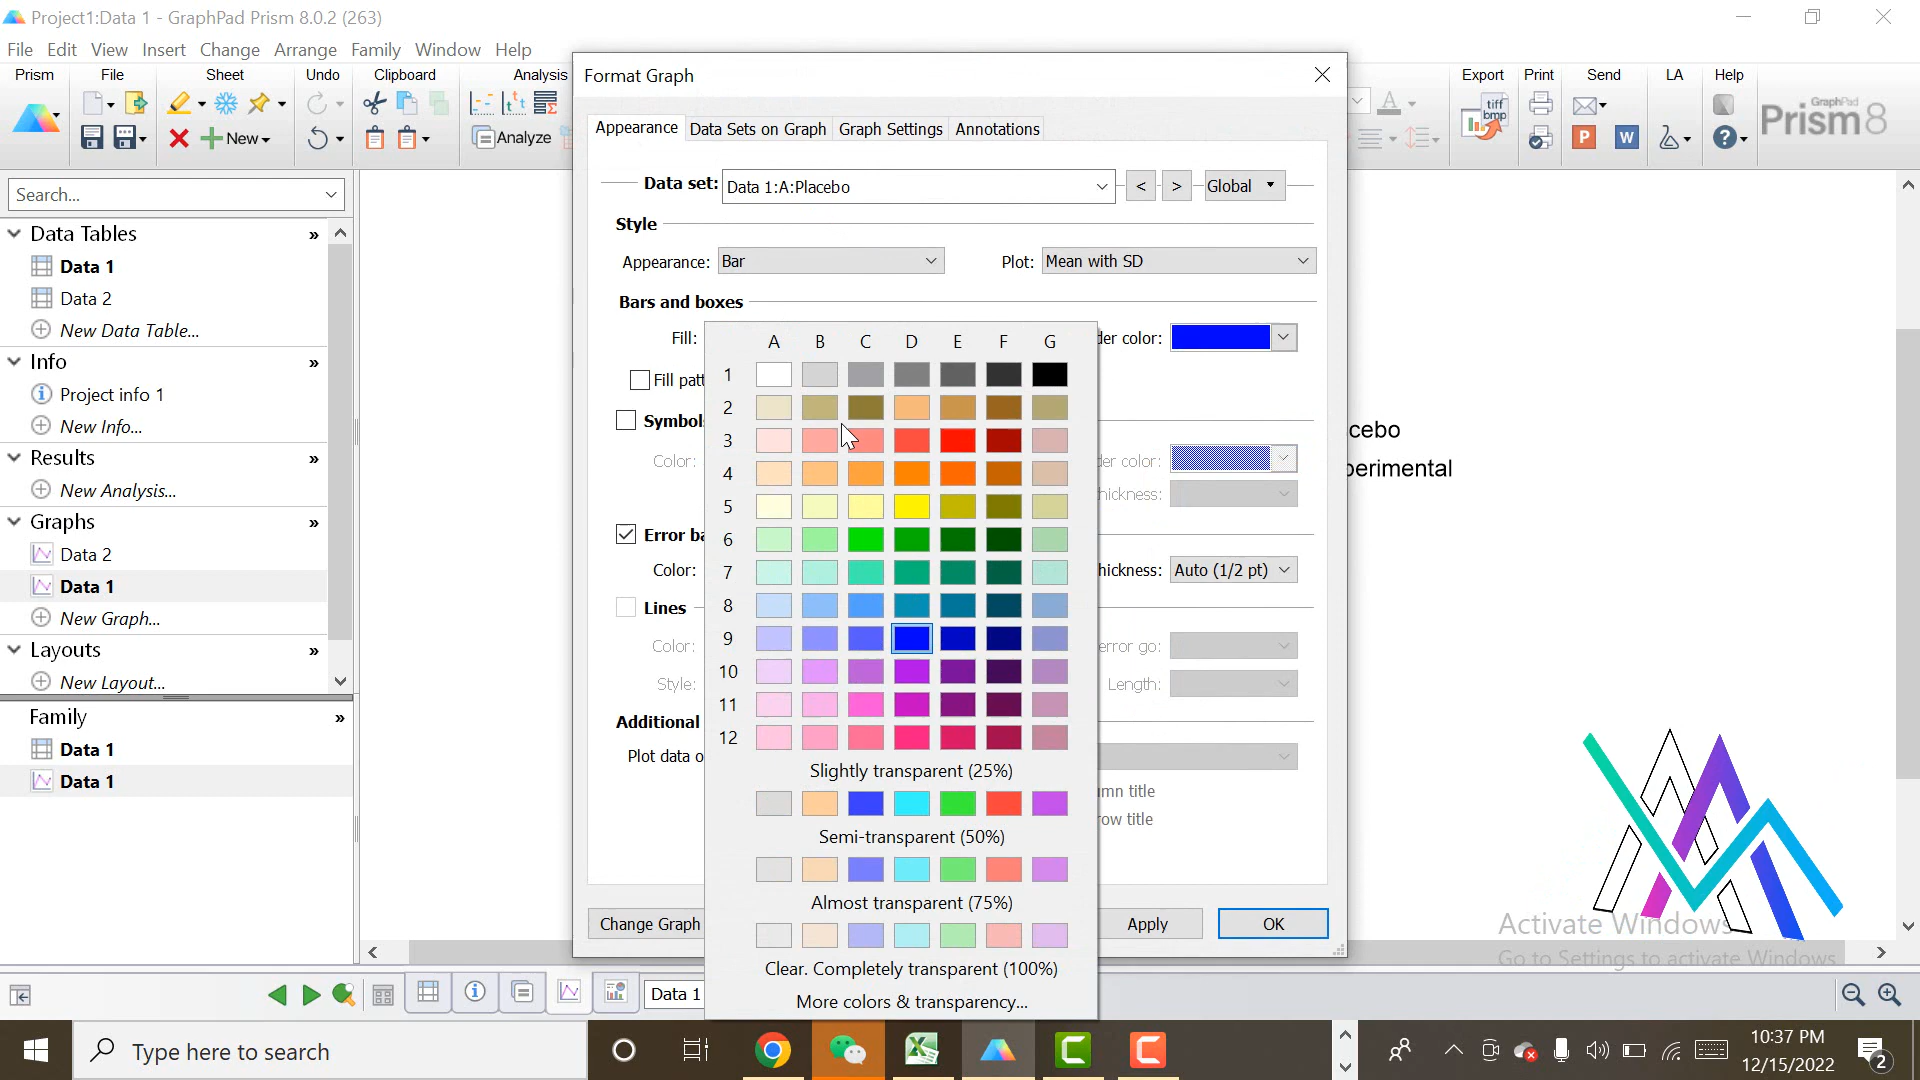 Project1:Data 1 - GraphPad Prism 8.0.2 (263)
File Edit View Insert Change Arrange Family Window Help
Prism File Sheet Undo Clipboard Analysis
Export Print Send LA Help
tiff
bmp
GraphPad
Prism 8
New
Analyze
P W
Search...
Data Tables
Data 1
Data 2
New Data Table...
Info
Project info 1
New Info...
Results
New Analysis...
Graphs
Data 2
Data 1
New Graph...
Layouts
New Layout...
Family
Data 1
Data 1
Format Graph
Appearance Data Sets on Graph Graph Settings Annotations
Data set: Data 1:A:Placebo < > Global
Style
Appearance: Bar Plot: Mean with SD
Bars and boxes
Fill: der color:
Fill patt
Symbols
Color: der color:
hickness:
Error ba
Color: hickness: Auto (1/2 pt)
Lines
Color: error go:
Style: Length:
Additional
Plot data o
mn title
row title
A B C D E F G
1
2
3
4
5
6
7
8
9
10
11
12
Slightly transparent (25%)
Semi-transparent (50%)
Almost transparent (75%)
Clear. Completely transparent (100%)
More colors & transparency...
Change Graph Apply OK
cebo
perimental
Activate Windows
Go to Settings to activate Windows.
Data 1
Type here to search
10:37 PM
12/15/2022
2